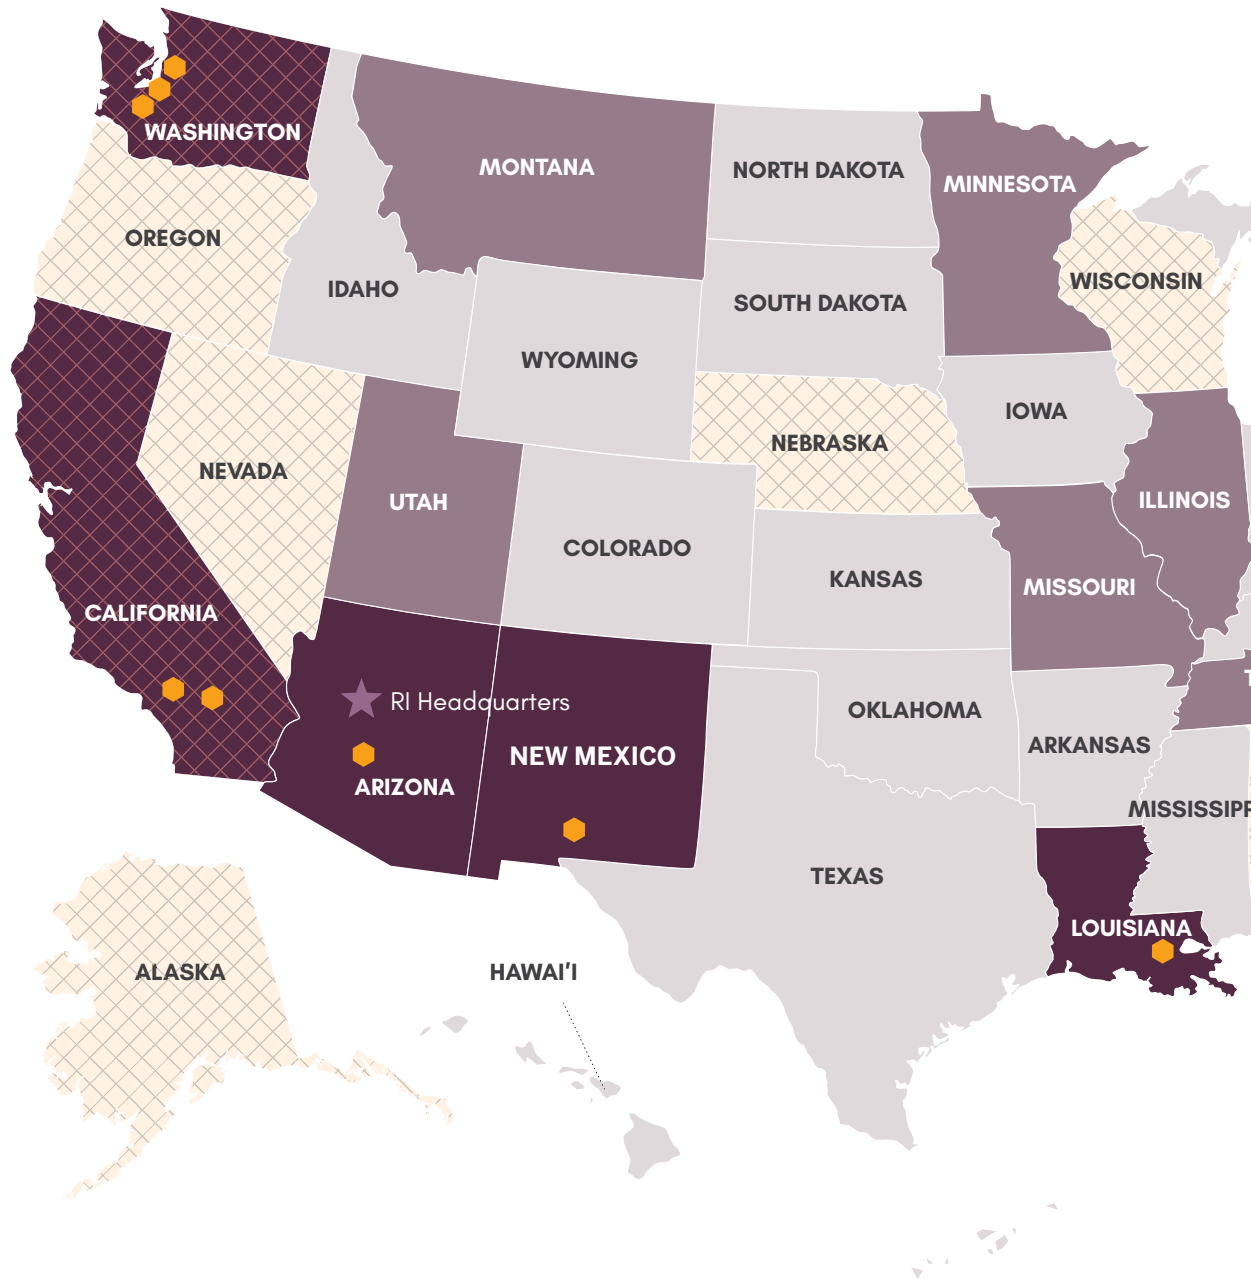 WASHINGTON
MONTANA
NORTH DAKOTA
MINNESOTA
OREGON
IDAHO
SOUTH DAKOTA
WISCONSIN
WYOMING
IOWA
NEBRASKA
NEVADA
UTAH
ILLINOIS
COLORADO
KANSAS
MISSOURI
CALIFORNIA
RI Headquarters
OKLAHOMA
NEW MEXICO
ARKANSAS
ARIZONA
MISSISSIPP
TEXAS
LOUISIANA
ALASKA
HAWAI'I